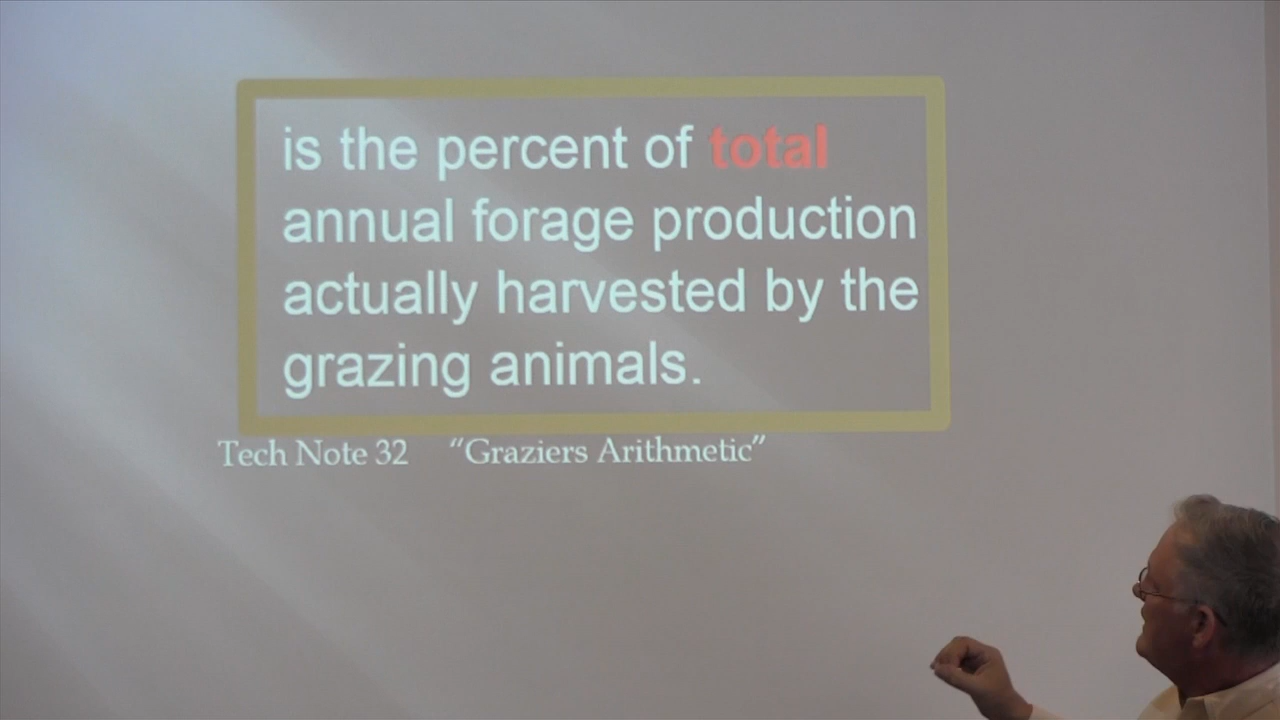 is the percent of total
annual forage production
actually harvested by the
grazing animals.
Tech Note 32 “Graziers Arithmetic”